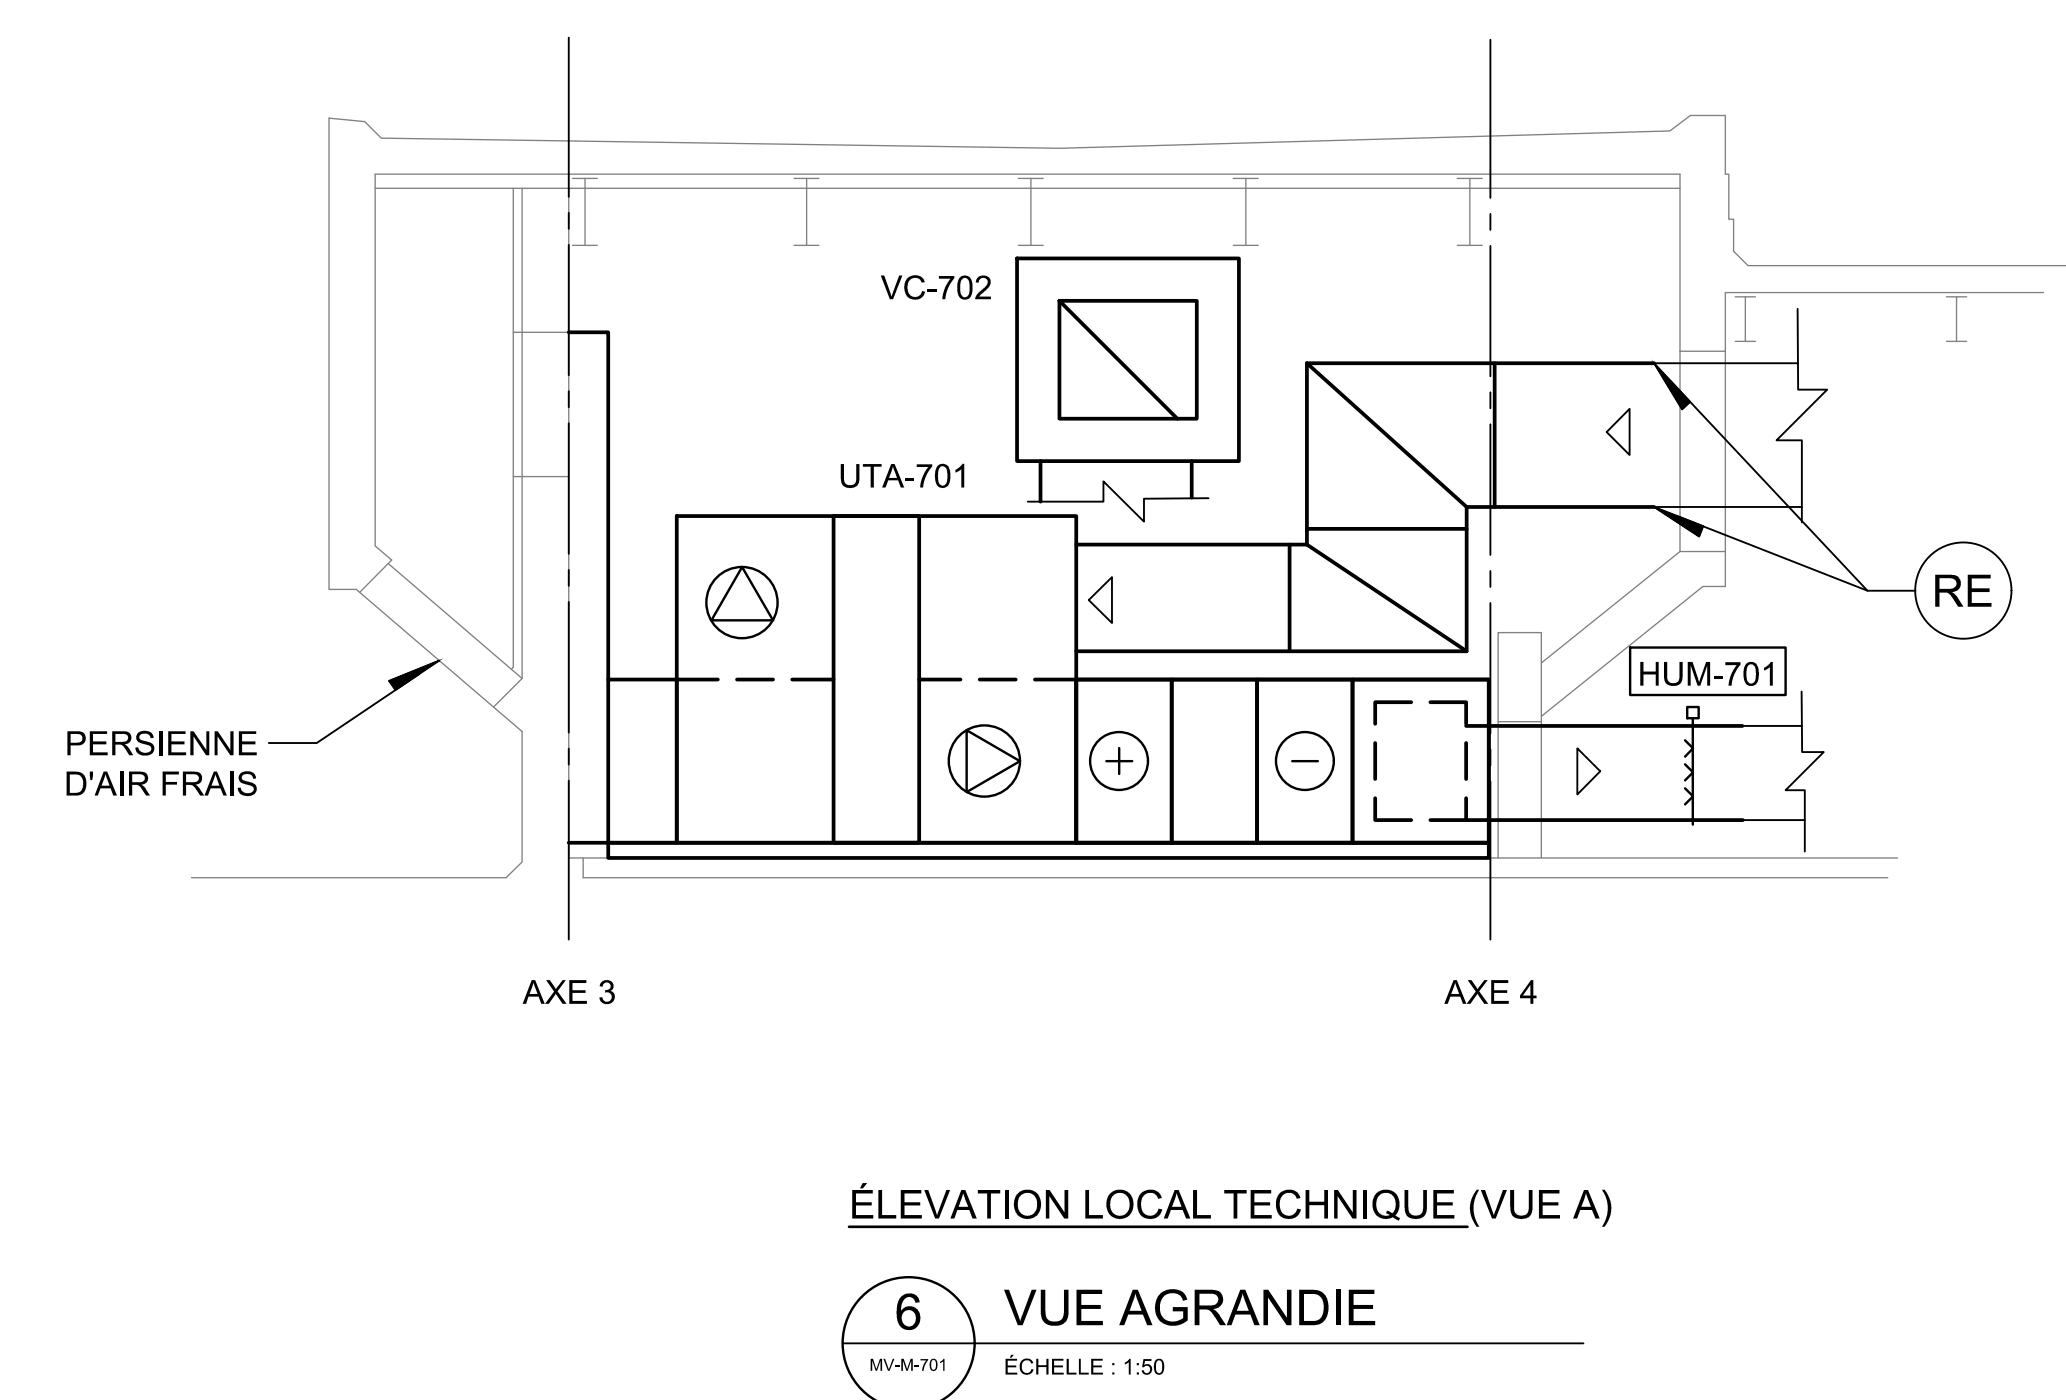 VC-702
UTA-701
RE
HUM-701
PERSIENNE
D'AIR FRAIS
AXE 3
AXE 4
ÉLEVATION LOCAL TECHNIQUE (VUE A)
6
VUE AGRANDIE
MV-M-701
ÉCHELLE : 1:50